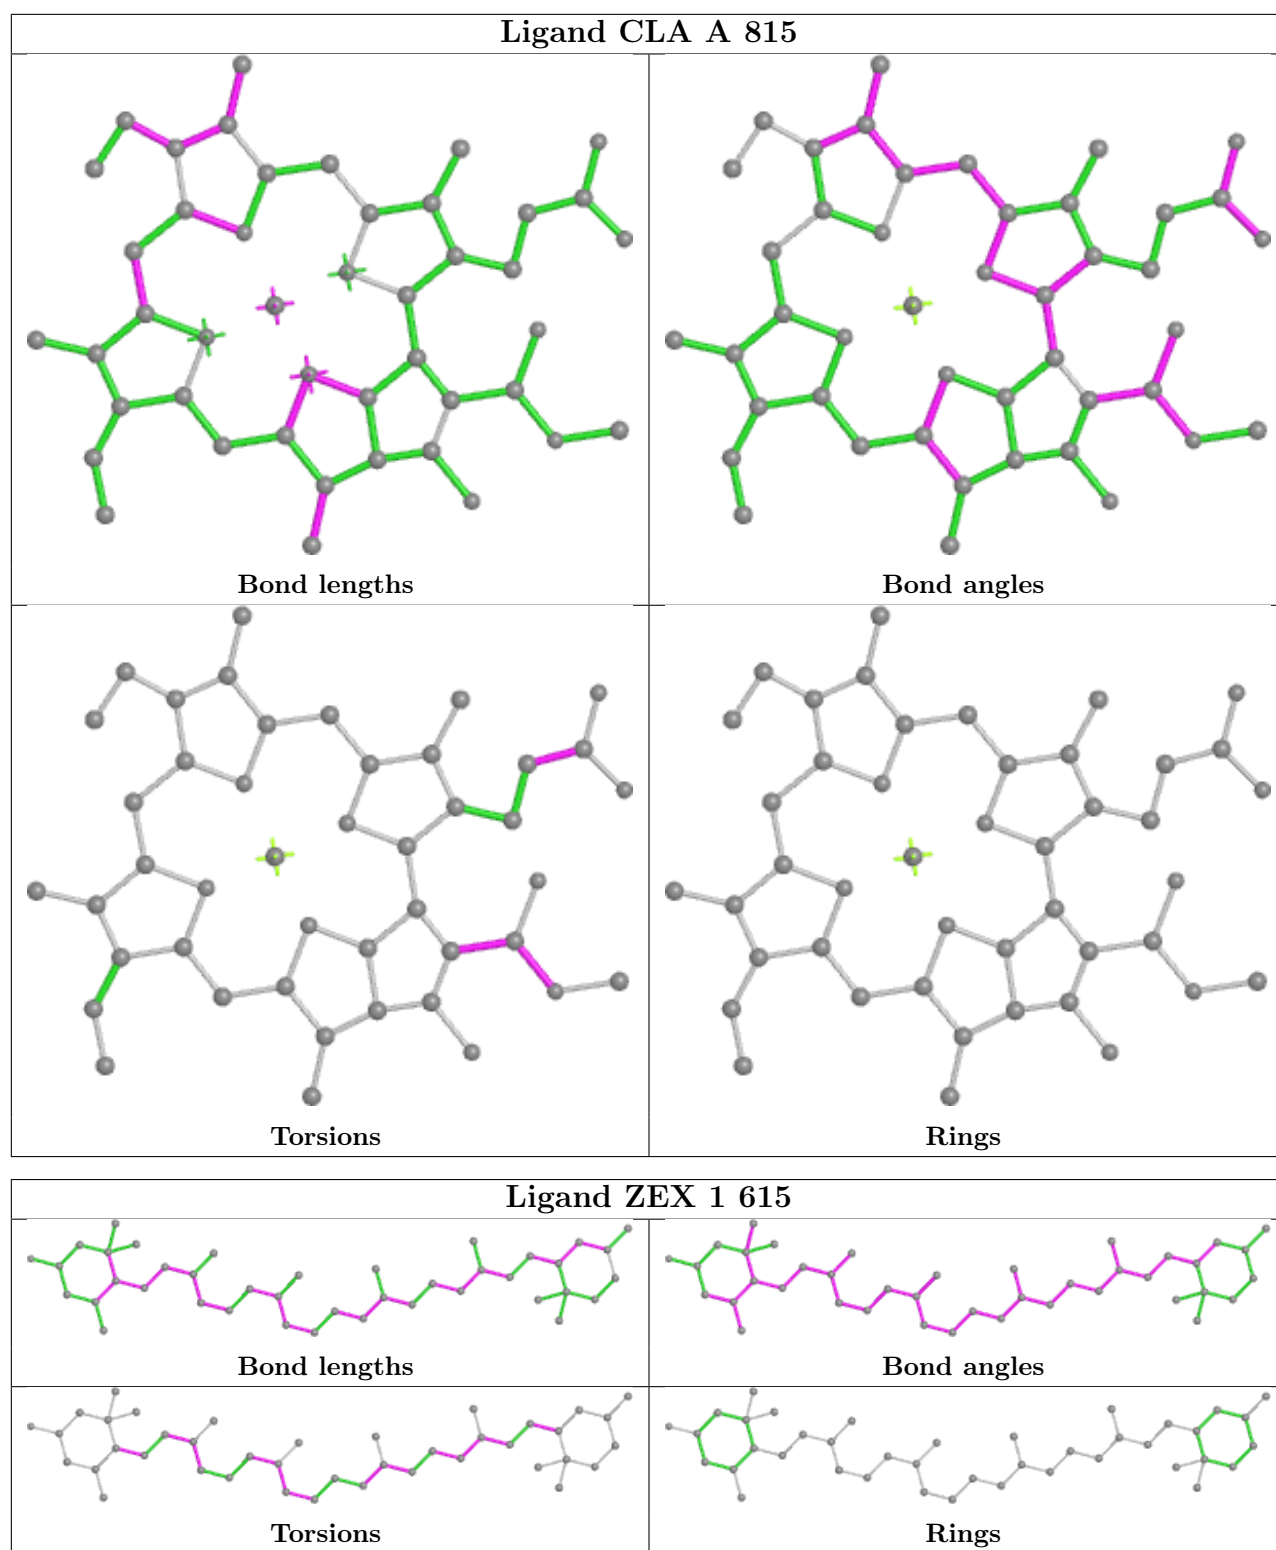 Ligand CLA A 815
Bond lengths
Bond angles
Torsions
Rings
Ligand ZEX 1 615
Bond lengths
Bond angles
Torsions
Rings